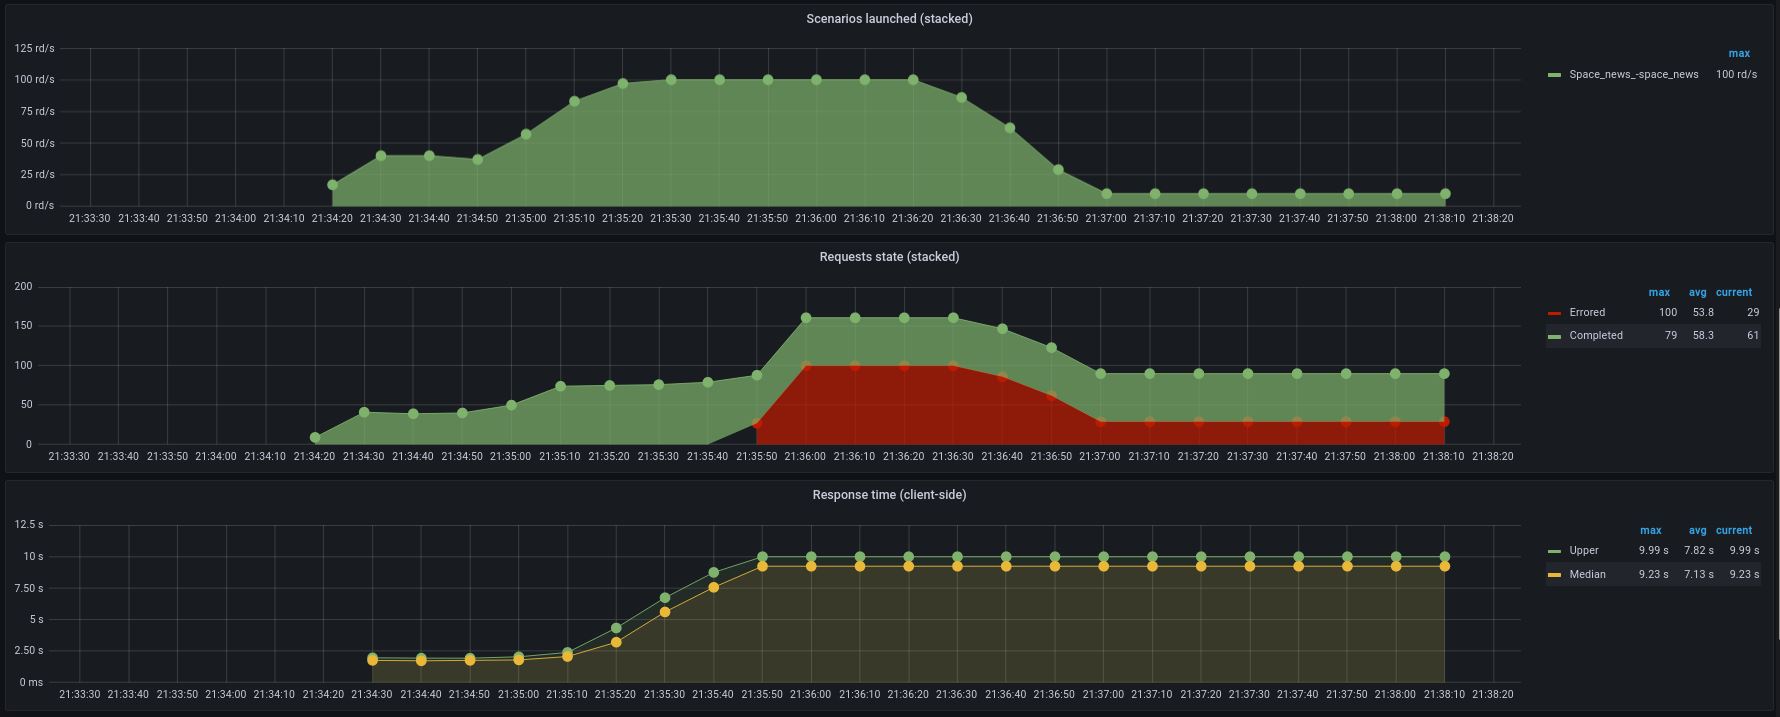 Scenarios launched (stacked)
125 rd/s
100 rd/s
75 rd/s
50 rd/s
25 rd/s
0 rd/s
21:33:30 21:33:40 21:33:50 21:34:00 21:34:10 21:34:20 21:34:30 21:34:40 21:34:50 21:35:00 21:35:10 21:35:20 21:35:30 21:35:40 21:35:50 21:36:00 21:36:10 21:36:20 21:36:30 21:36:40 21:36:50 21:37:00 21:37:10 21:37:20 21:37:30 21:37:40 21:37:50 21:38:00 21:38:10 21:38:20
max
Space_news_-space_news 100 rd/s
Requests state (stacked)
200
150
100
50
0
21:33:30 21:33:40 21:33:50 21:34:00 21:34:10 21:34:20 21:34:30 21:34:40 21:34:50 21:35:00 21:35:10 21:35:20 21:35:30 21:35:40 21:35:50 21:36:00 21:36:10 21:36:20 21:36:30 21:36:40 21:36:50 21:37:00 21:37:10 21:37:20 21:37:30 21:37:40 21:37:50 21:38:00 21:38:10 21:38:20
max avg current
Errored 100 53.8 29
Completed 79 58.3 61
Response time (client-side)
12.5 s
10 s
7.50 s
5 s
2.50 s
0 ms
21:33:30 21:33:40 21:33:50 21:34:00 21:34:10 21:34:20 21:34:30 21:34:40 21:34:50 21:35:00 21:35:10 21:35:20 21:35:30 21:35:40 21:35:50 21:36:00 21:36:10 21:36:20 21:36:30 21:36:40 21:36:50 21:37:00 21:37:10 21:37:20 21:37:30 21:37:40 21:37:50 21:38:00 21:38:10 21:38:20
max avg current
Upper 9.99 s 7.82 s 9.99 s
Median 9.23 s 7.13 s 9.23 s